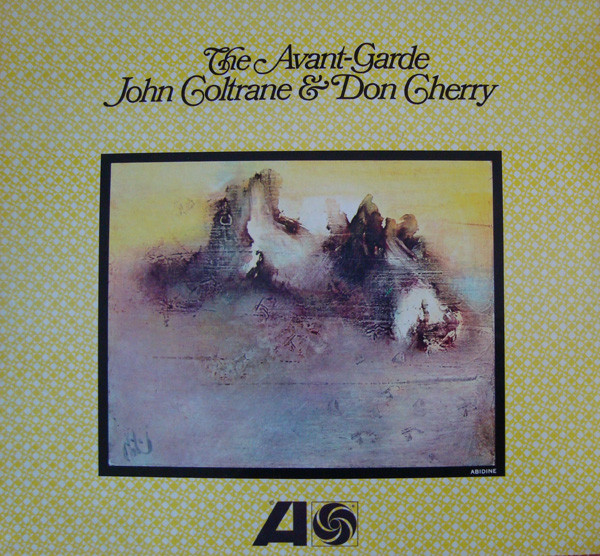 The Avant-Garde
John Coltrane & Don Cherry
ABIDINE
A